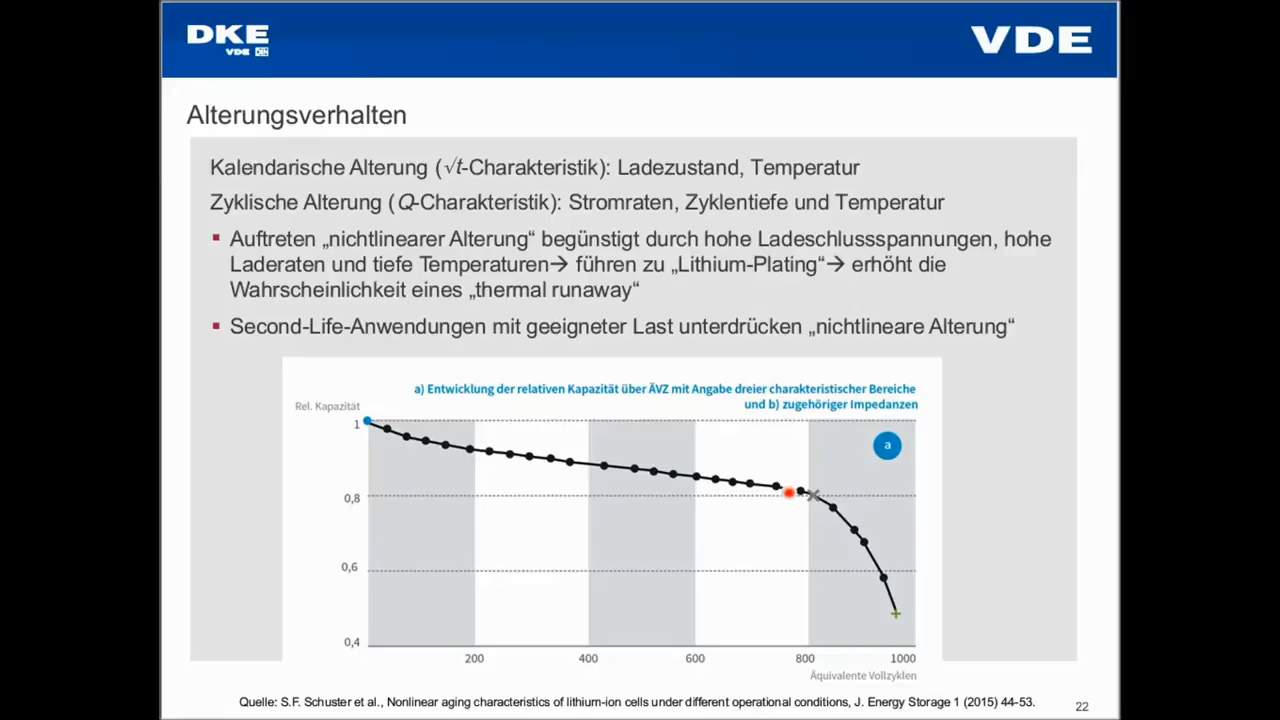 DKE
VDE DIN
VDE
Alterungsverhalten
Kalendarische Alterung (√t-Charakteristik): Ladezustand, Temperatur
Zyklische Alterung (Q-Charakteristik): Stromraten, Zyklentiefe und Temperatur
▪ Auftreten „nichtlinearer Alterung“ begünstigt durch hohe Ladeschlussspannungen, hohe
Laderaten und tiefe Temperaturen→ führen zu „Lithium-Plating“→ erhöht die
Wahrscheinlichkeit eines „thermal runaway“
▪ Second-Life-Anwendungen mit geeigneter Last unterdrücken „nichtlineare Alterung“
a) Entwicklung der relativen Kapazität über ÄVZ mit Angabe dreier charakteristischer Bereiche
und b) zugehöriger Impedanzen
Rel. Kapazität
1
a
0,8
0,6
0,4
200 400 600 800 1000
Äquivalente Vollzyklen
Quelle: S.F. Schuster et al., Nonlinear aging characteristics of lithium-ion cells under different operational conditions, J. Energy Storage 1 (2015) 44-53.
22